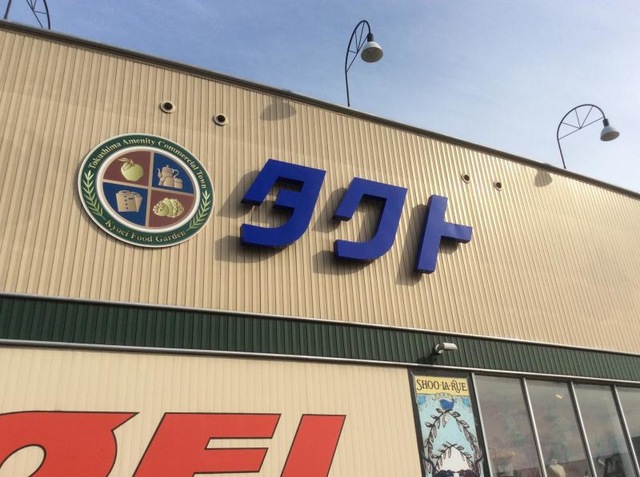 Tokushima Amenity Commercial Town
Kyoei Food Garden
タクト
SHOO·LA·RUE